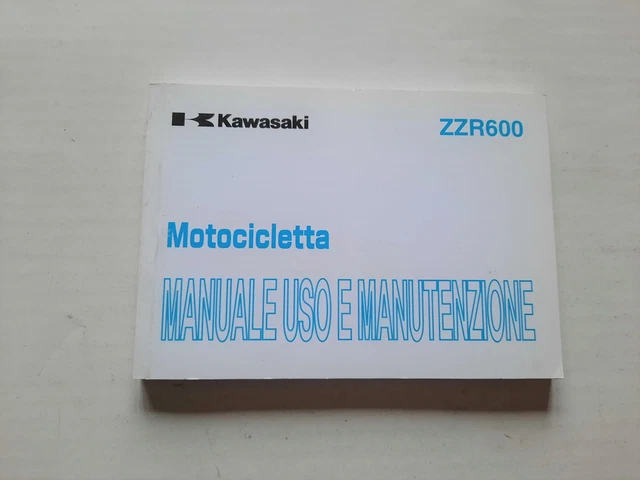 Kawasaki
ZZR600
Motocicletta
MANUALE USO E MANUTENZIONE